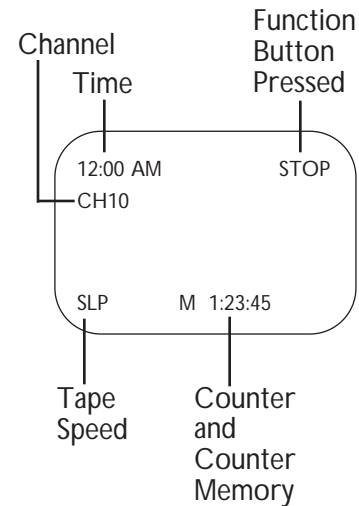 Channel
Time
Function
Button
Pressed
12:00 AM
STOP
CH10
SLP
M 1:23:45
Tape
Speed
Counter
and
Counter
Memory